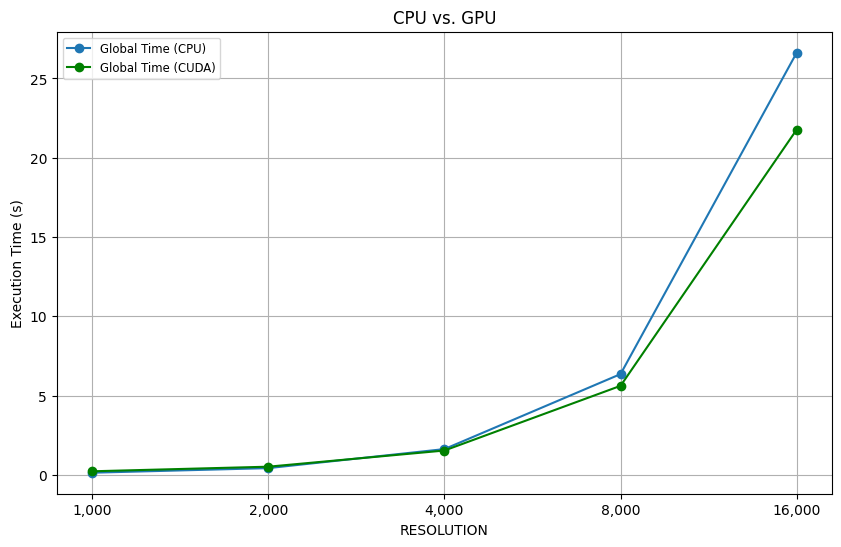 CPU vs. GPU
Global Time (CPU)
Global Time (CUDA)
Execution Time (s)
25
20
15
10
5
0
1,000 2,000 4,000 8,000 16,000
RESOLUTION